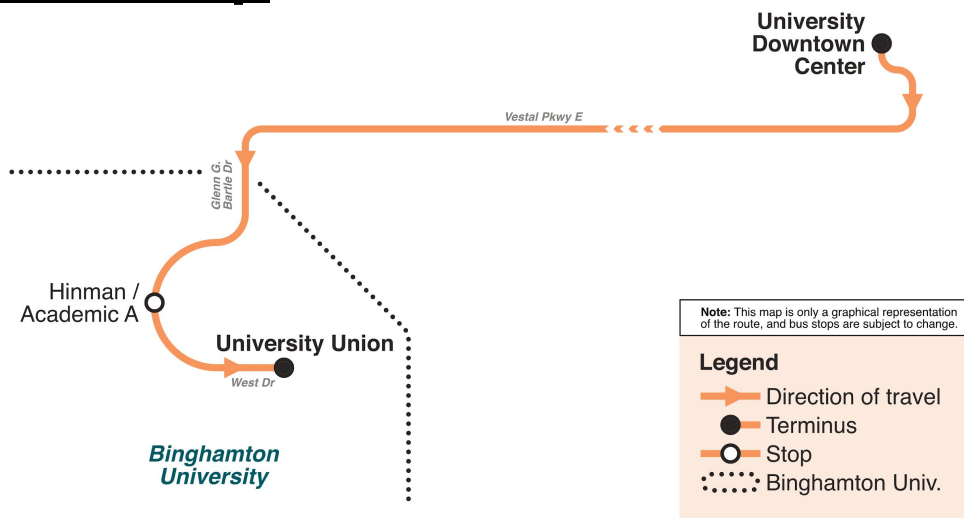 University
Downtown
Center
Vestal Pkwy E
Glenn G.
Bartle Dr
Hinman /
Academic A
University Union
West Dr
Binghamton
University
Note: This map is only a graphical representation
of the route, and bus stops are subject to change.
Legend
Direction of travel
Terminus
Stop
Binghamton Univ.